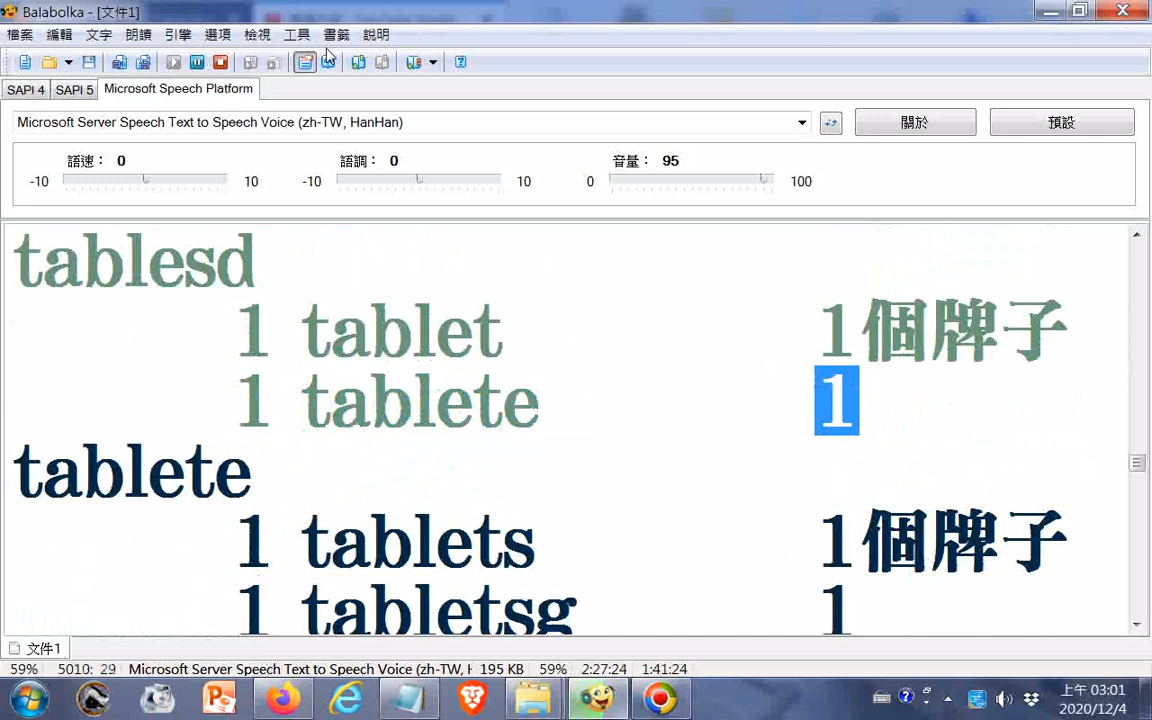 Balabolka - [文件1]
檔案 編輯 文字 朗讀 引擎 選項 檢視 工具 書籤 說明
SAPI 4 SAPI 5 Microsoft Speech Platform
Microsoft Server Speech Text to Speech Voice (zh-TW, HanHan) 關於 預設
語速： 0 語調： 0 音量： 95
-10 10 -10 10 0 100
tablesd
1 tablet 1個牌子
1 tablete 1
tablete
1 tablets 1個牌子
1 tabletsg 1
文件1
59% 5010: 29 Microsoft Server Speech Text to Speech Voice (zh-TW, H 195 KB 59% 2:27:24 1:41:24
上午 03:01
2020/12/4